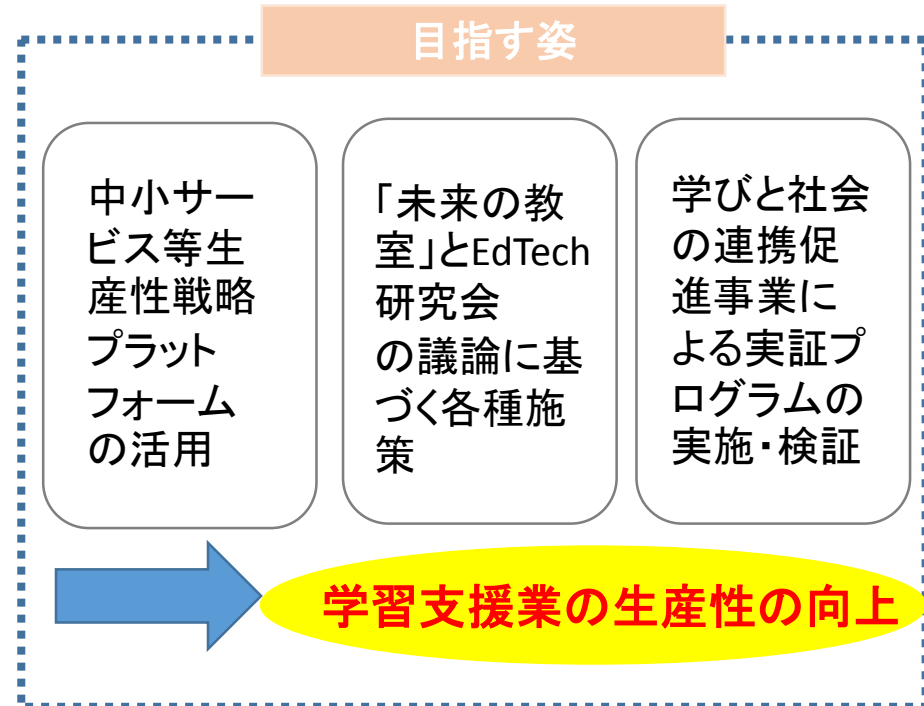 目指す姿
中小サー
ビス等生
産性戦略
プラット
フォーム
の活用
「未来の教
室」とEdTech
研究会
の議論に基
づく各種施
策
学びと社会
の連携促
進事業に
よる実証プ
ログラムの
実施・検証
学習支援業の生産性の向上